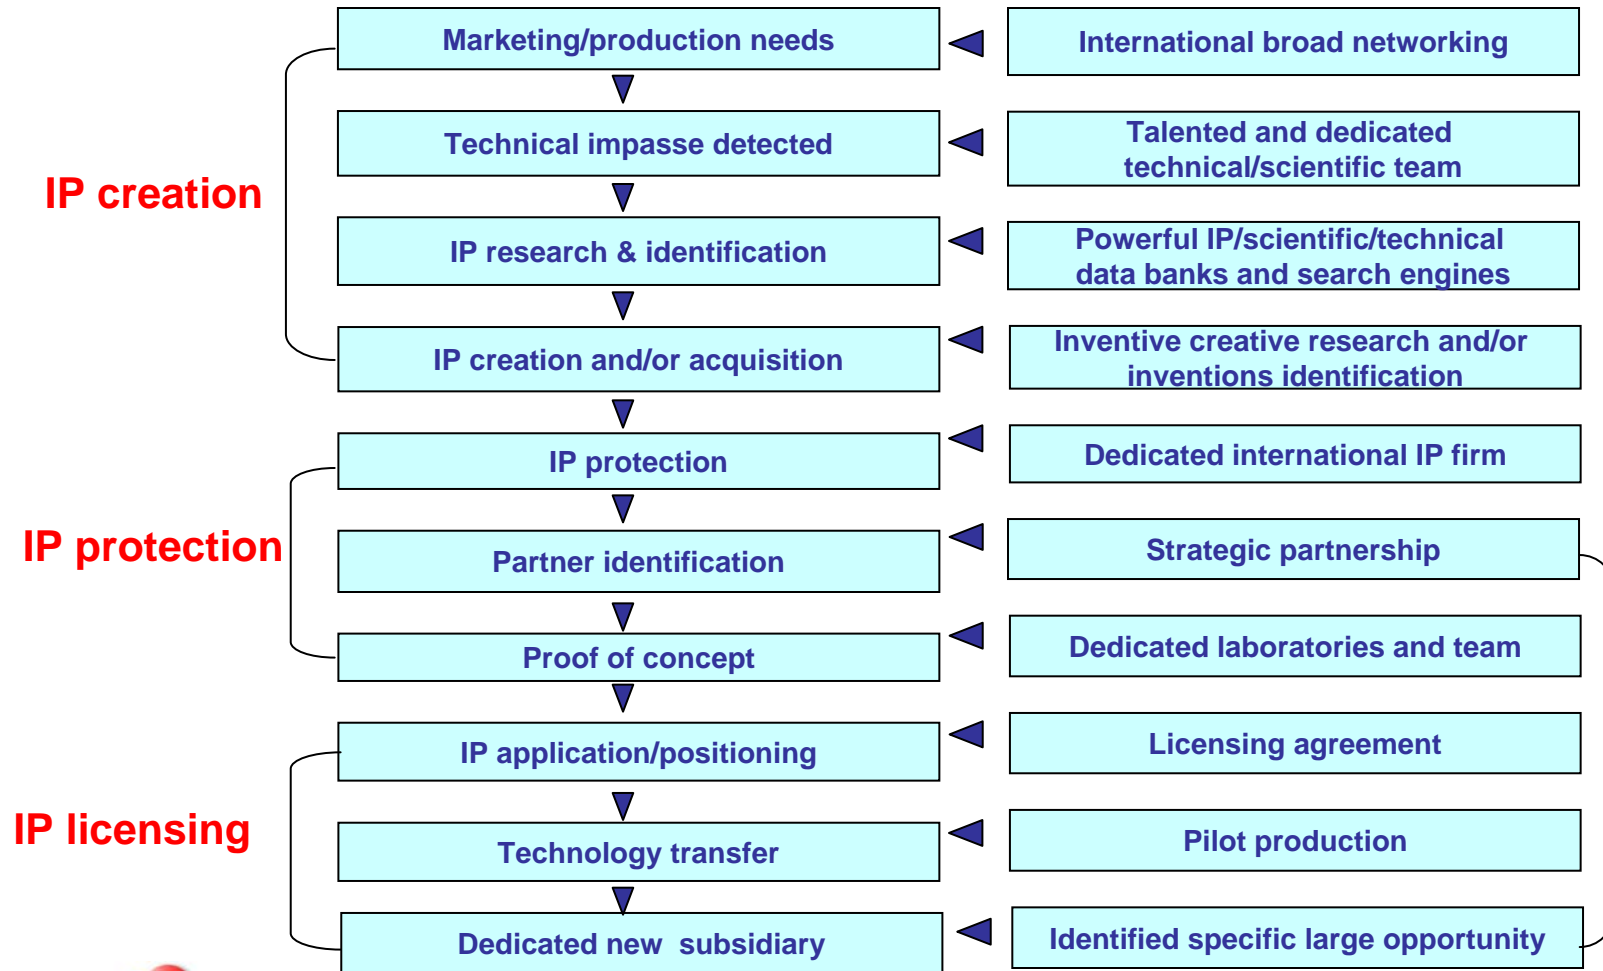 Marketing/production needs
International broad networking
Technical impasse detected
Talented and dedicated
technical/scientific team
IP creation
IP research & identification
Powerful IP/scientific/technical
data banks and search engines
IP creation and/or acquisition
Inventive creative research and/or
inventions identification
IP protection
Dedicated international IP firm
IP protection
Partner identification
Strategic partnership
Proof of concept
Dedicated laboratories and team
IP application/positioning
Licensing agreement
IP licensing
Technology transfer
Pilot production
Dedicated new subsidiary
Identified specific large opportunity